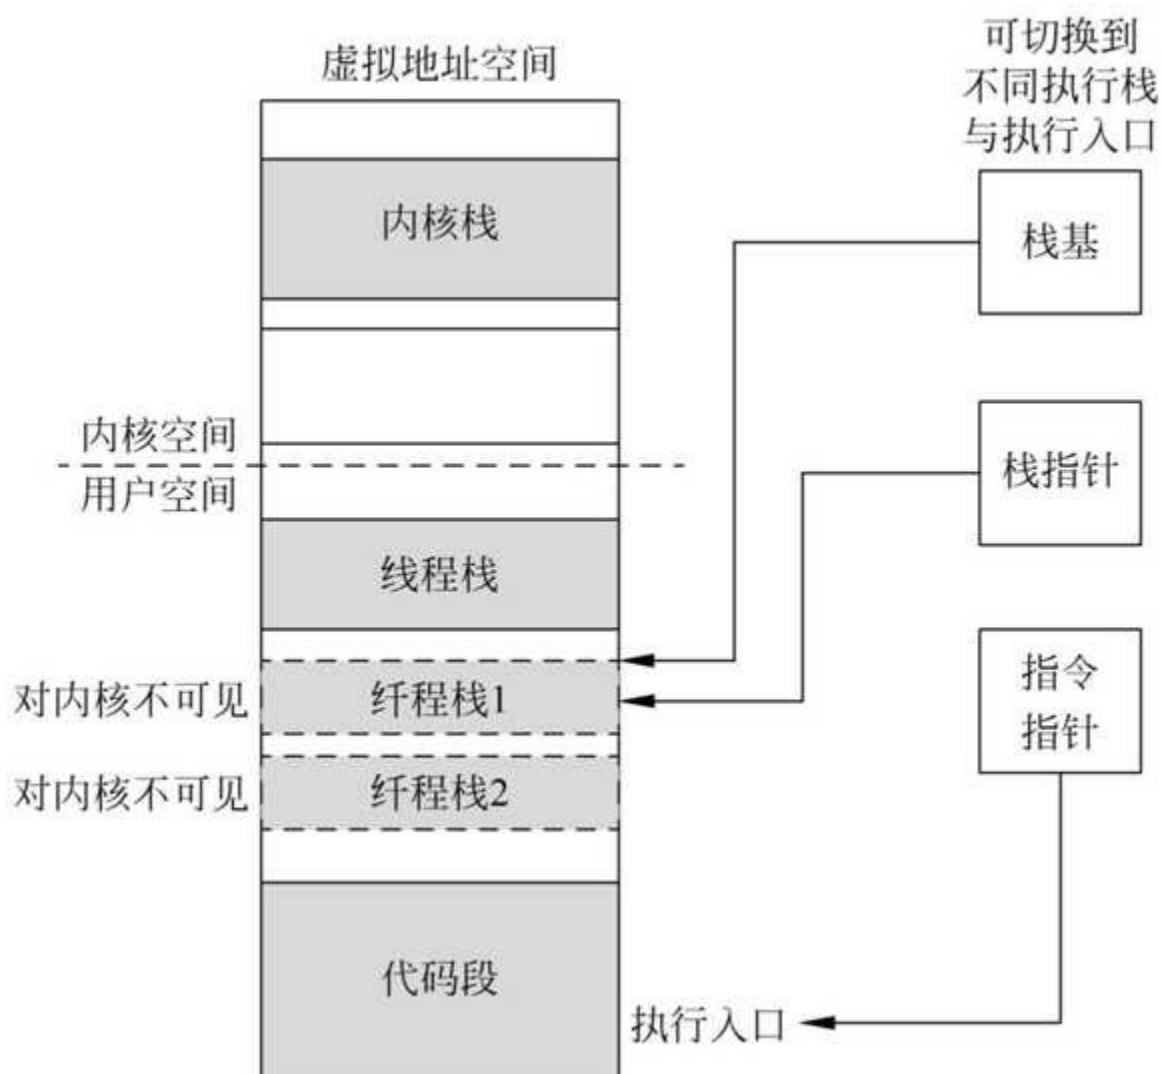 虚拟地址空间
可切换到
不同执行栈
与执行入口
内核栈
栈基
内核空间
用户空间
栈指针
线程栈
对内核不可见
纤程栈1
指令
指针
对内核不可见
纤程栈2
代码段
执行入口